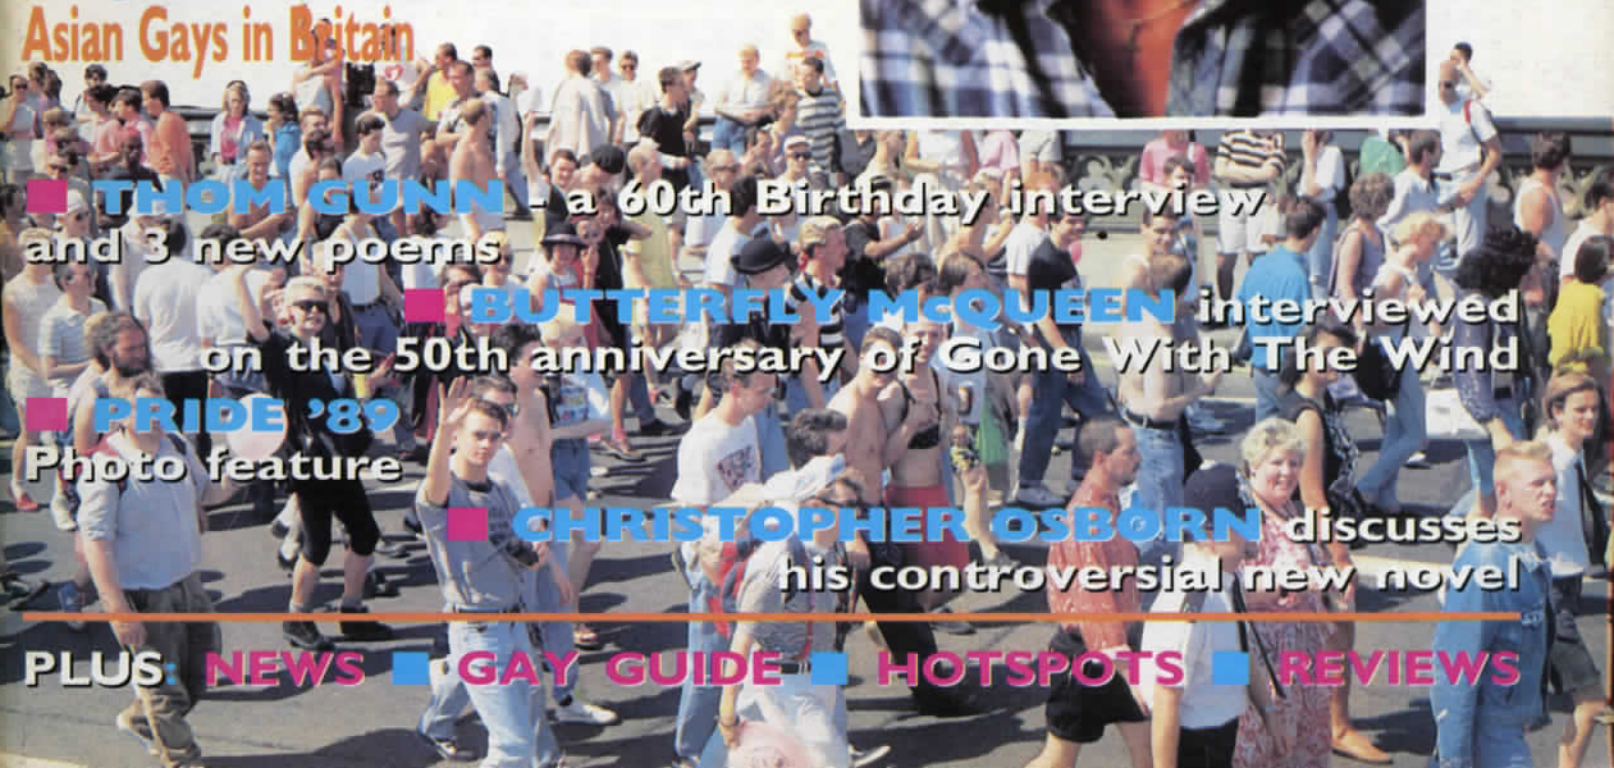 Asian Gays in Britain
THOM GUNN - a 60th Birthday interview
and 3 new poems
BUTTERFLY McQUEEN interviewed
on the 50th anniversary of Gone With The Wind
PRIDE '89
Photo feature
CHRISTOPHER OSBORN discusses
his controversial new novel
PLUS: NEWS GAY GUIDE HOTSPOTS REVIEWS